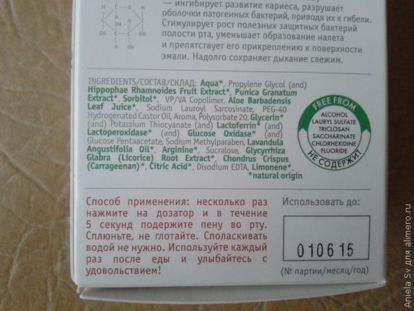 — ингибирует развитие кариеса, разрушает
оболочки патогенных бактерий, приводя их к гибели.
Стимулирует рост полезных защитных бактерий
полости рта, уменьшает образование налета
и препятствует его прикреплению к поверхности
эмали. Надолго сохраняет дыхание свежим.
INGREDIENTS/СОСТАВ/СКЛАД: Aqua*, Propylene Glycol (and)
Hippophae Rhamnoides Fruit Extract*, Punica Granatum
Extract*, Sorbitol*, VP/VA Copolimer, Aloe Barbadensis
Leaf Juice*, Sodium Lauroyl Sarcosinate, PEG-40
Hydrogenated Castor Oil, Aroma, Polysorbate 20, Glycerin*
(and) Potassium Thiocyanate (and) Lactoferrin* (and)
Lactoperoxidase* (and) Glucose Oxidase* (and)
Glucose Pentaacetate, Sodium Methylparaben, Lavandula
Angustifolia Oil*, Arginine*, Sucralose, Glycyrrhiza
Glabra (Licorice) Root Extract*, Chondrus Crispus
(Carrageenan)*, Citric Acid*, Disodium EDTA, Limonene*.
*natural origin
FREE FROM
ALCOHOL
LAURYL SULFATE
TRICLOSAN
SACCHARINATE
CHLORHEXIDINE
FLUORIDE
НЕ СОДЕРЖИТ
Способ применения: несколько раз
нажмите на дозатор и в течение
5 секунд подержите пену во рту.
Сплюньте, не глотайте. Споласкивать
водой не нужно. Используйте каждый
раз после еды и улыбайтесь с
удовольствием!
Использовать до:
010615
(№ партии/месяц/год)
Aniela Sv для alimero.ru